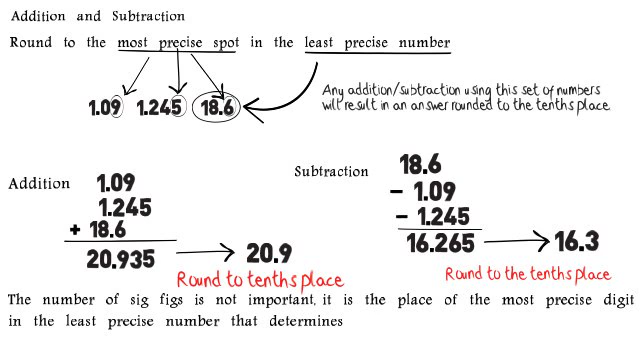 Addition and Subtraction
Round to the most precise spot in the least precise number
1.09 1.245 18.6
Any addition/subtraction using this set of numbers
will result in an answer rounded to the tenths place.
Addition
1.09
1.245
+ 18.6
20.935
20.9
Round to tenths place
Subtraction
18.6
- 1.09
- 1.245
16.265
16.3
Round to the tenths place
The number of sig figs is not important, it is the place of the most precise digit
in the least precise number that determines